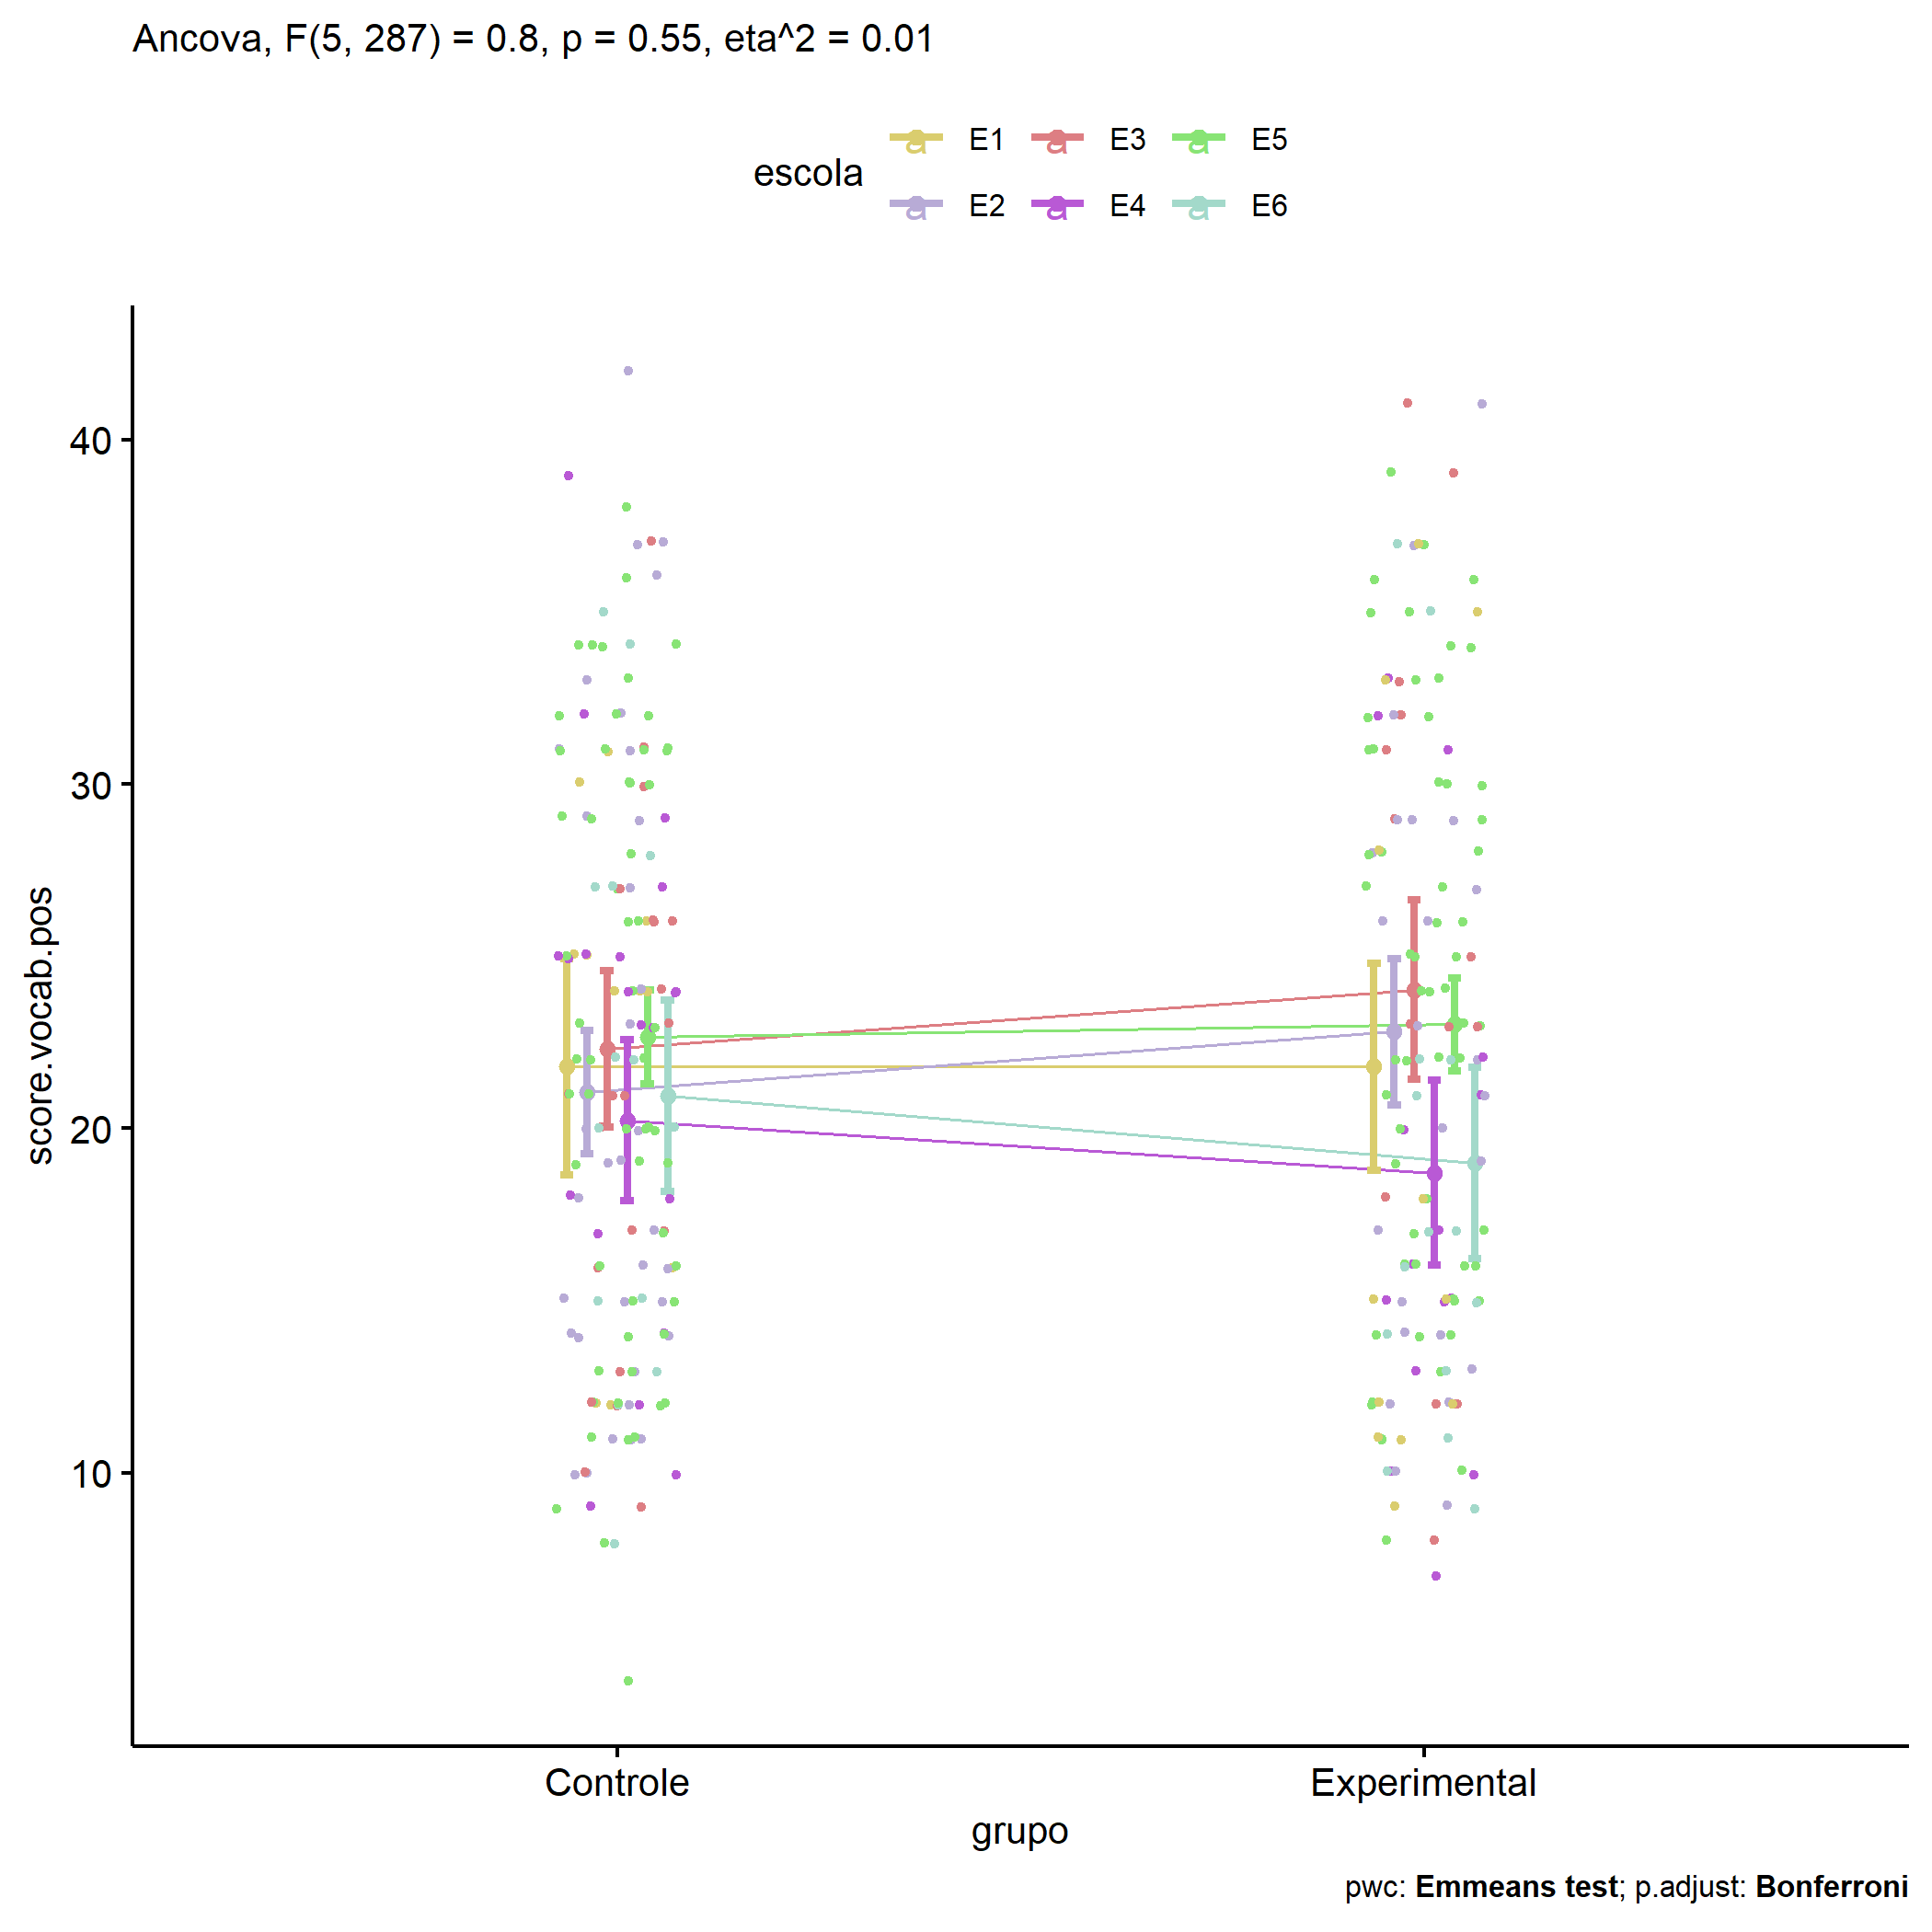 Ancova, F(5, 287) = 0.8, p = 0.55, eta^2 = 0.01
escola
a E1 a E3 a E5
a E2 a E4 a E6
score.vocab.pos
40
30
20
10
Controle Experimental
grupo
pwc: Emmeans test; p.adjust: Bonferroni